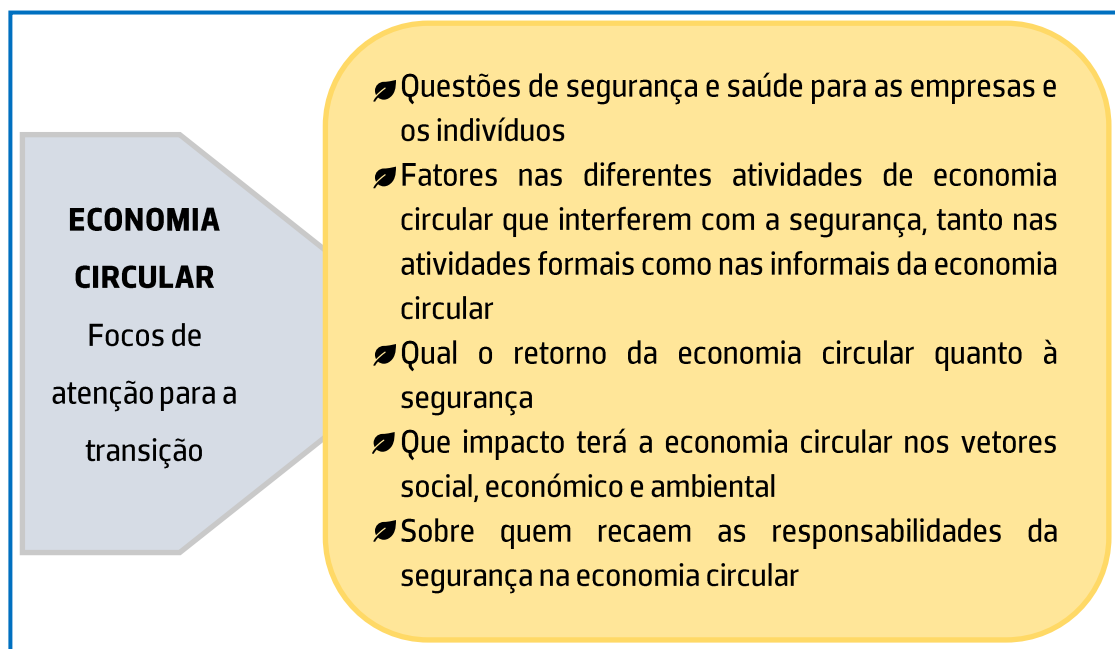 ECONOMIA
CIRCULAR
Focos de
atenção para a
transição
Questões de segurança e saúde para as empresas e
os indivíduos
Fatores nas diferentes atividades de economia
circular que interferem com a segurança, tanto nas
atividades formais como nas informais da economia
circular
Qual o retorno da economia circular quanto à
segurança
Que impacto terá a economia circular nos vetores
social, económico e ambiental
Sobre quem recaem as responsabilidades da
segurança na economia circular